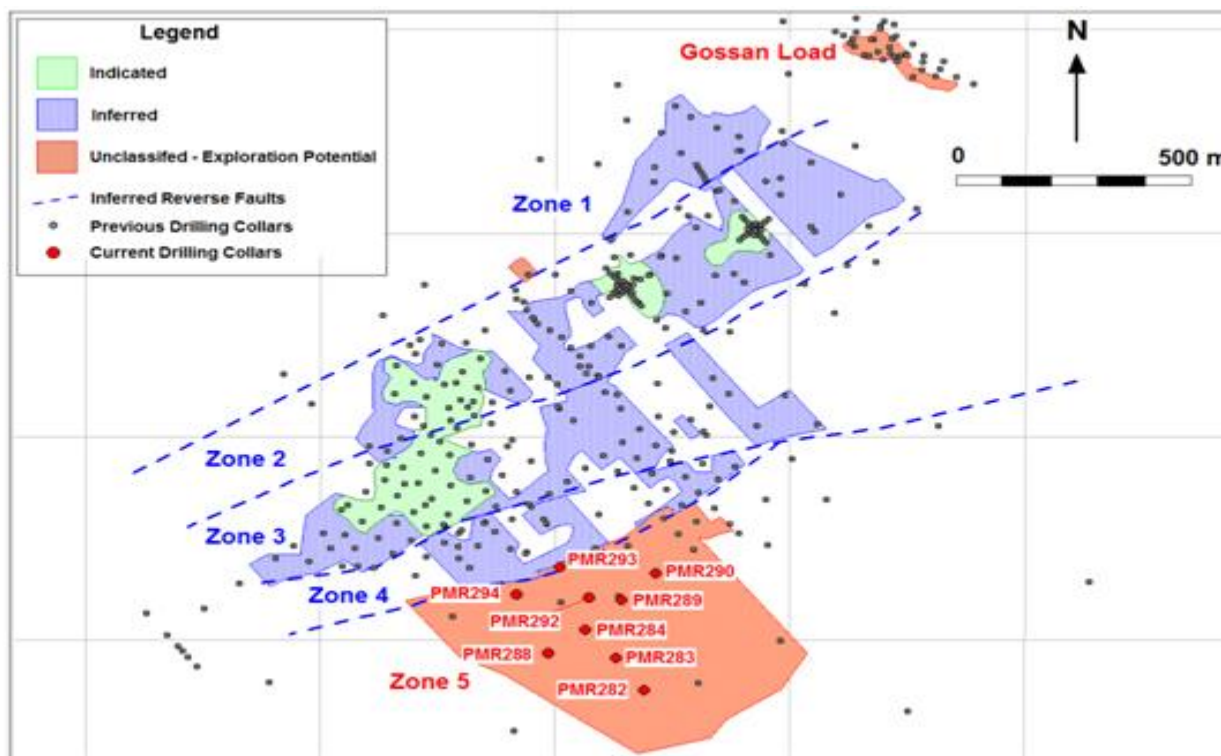 Legend
Indicated
Inferred
Unclassifed - Exploration Potential
Inferred Reverse Faults
Previous Drilling Collars
Current Drilling Collars
Gossan Load
N
0 500 m
Zone 1
Zone 2
Zone 3
Zone 4
Zone 5
PMR293
PMR290
PMR294
PMR289
PMR292
PMR284
PMR288
PMR283
PMR282